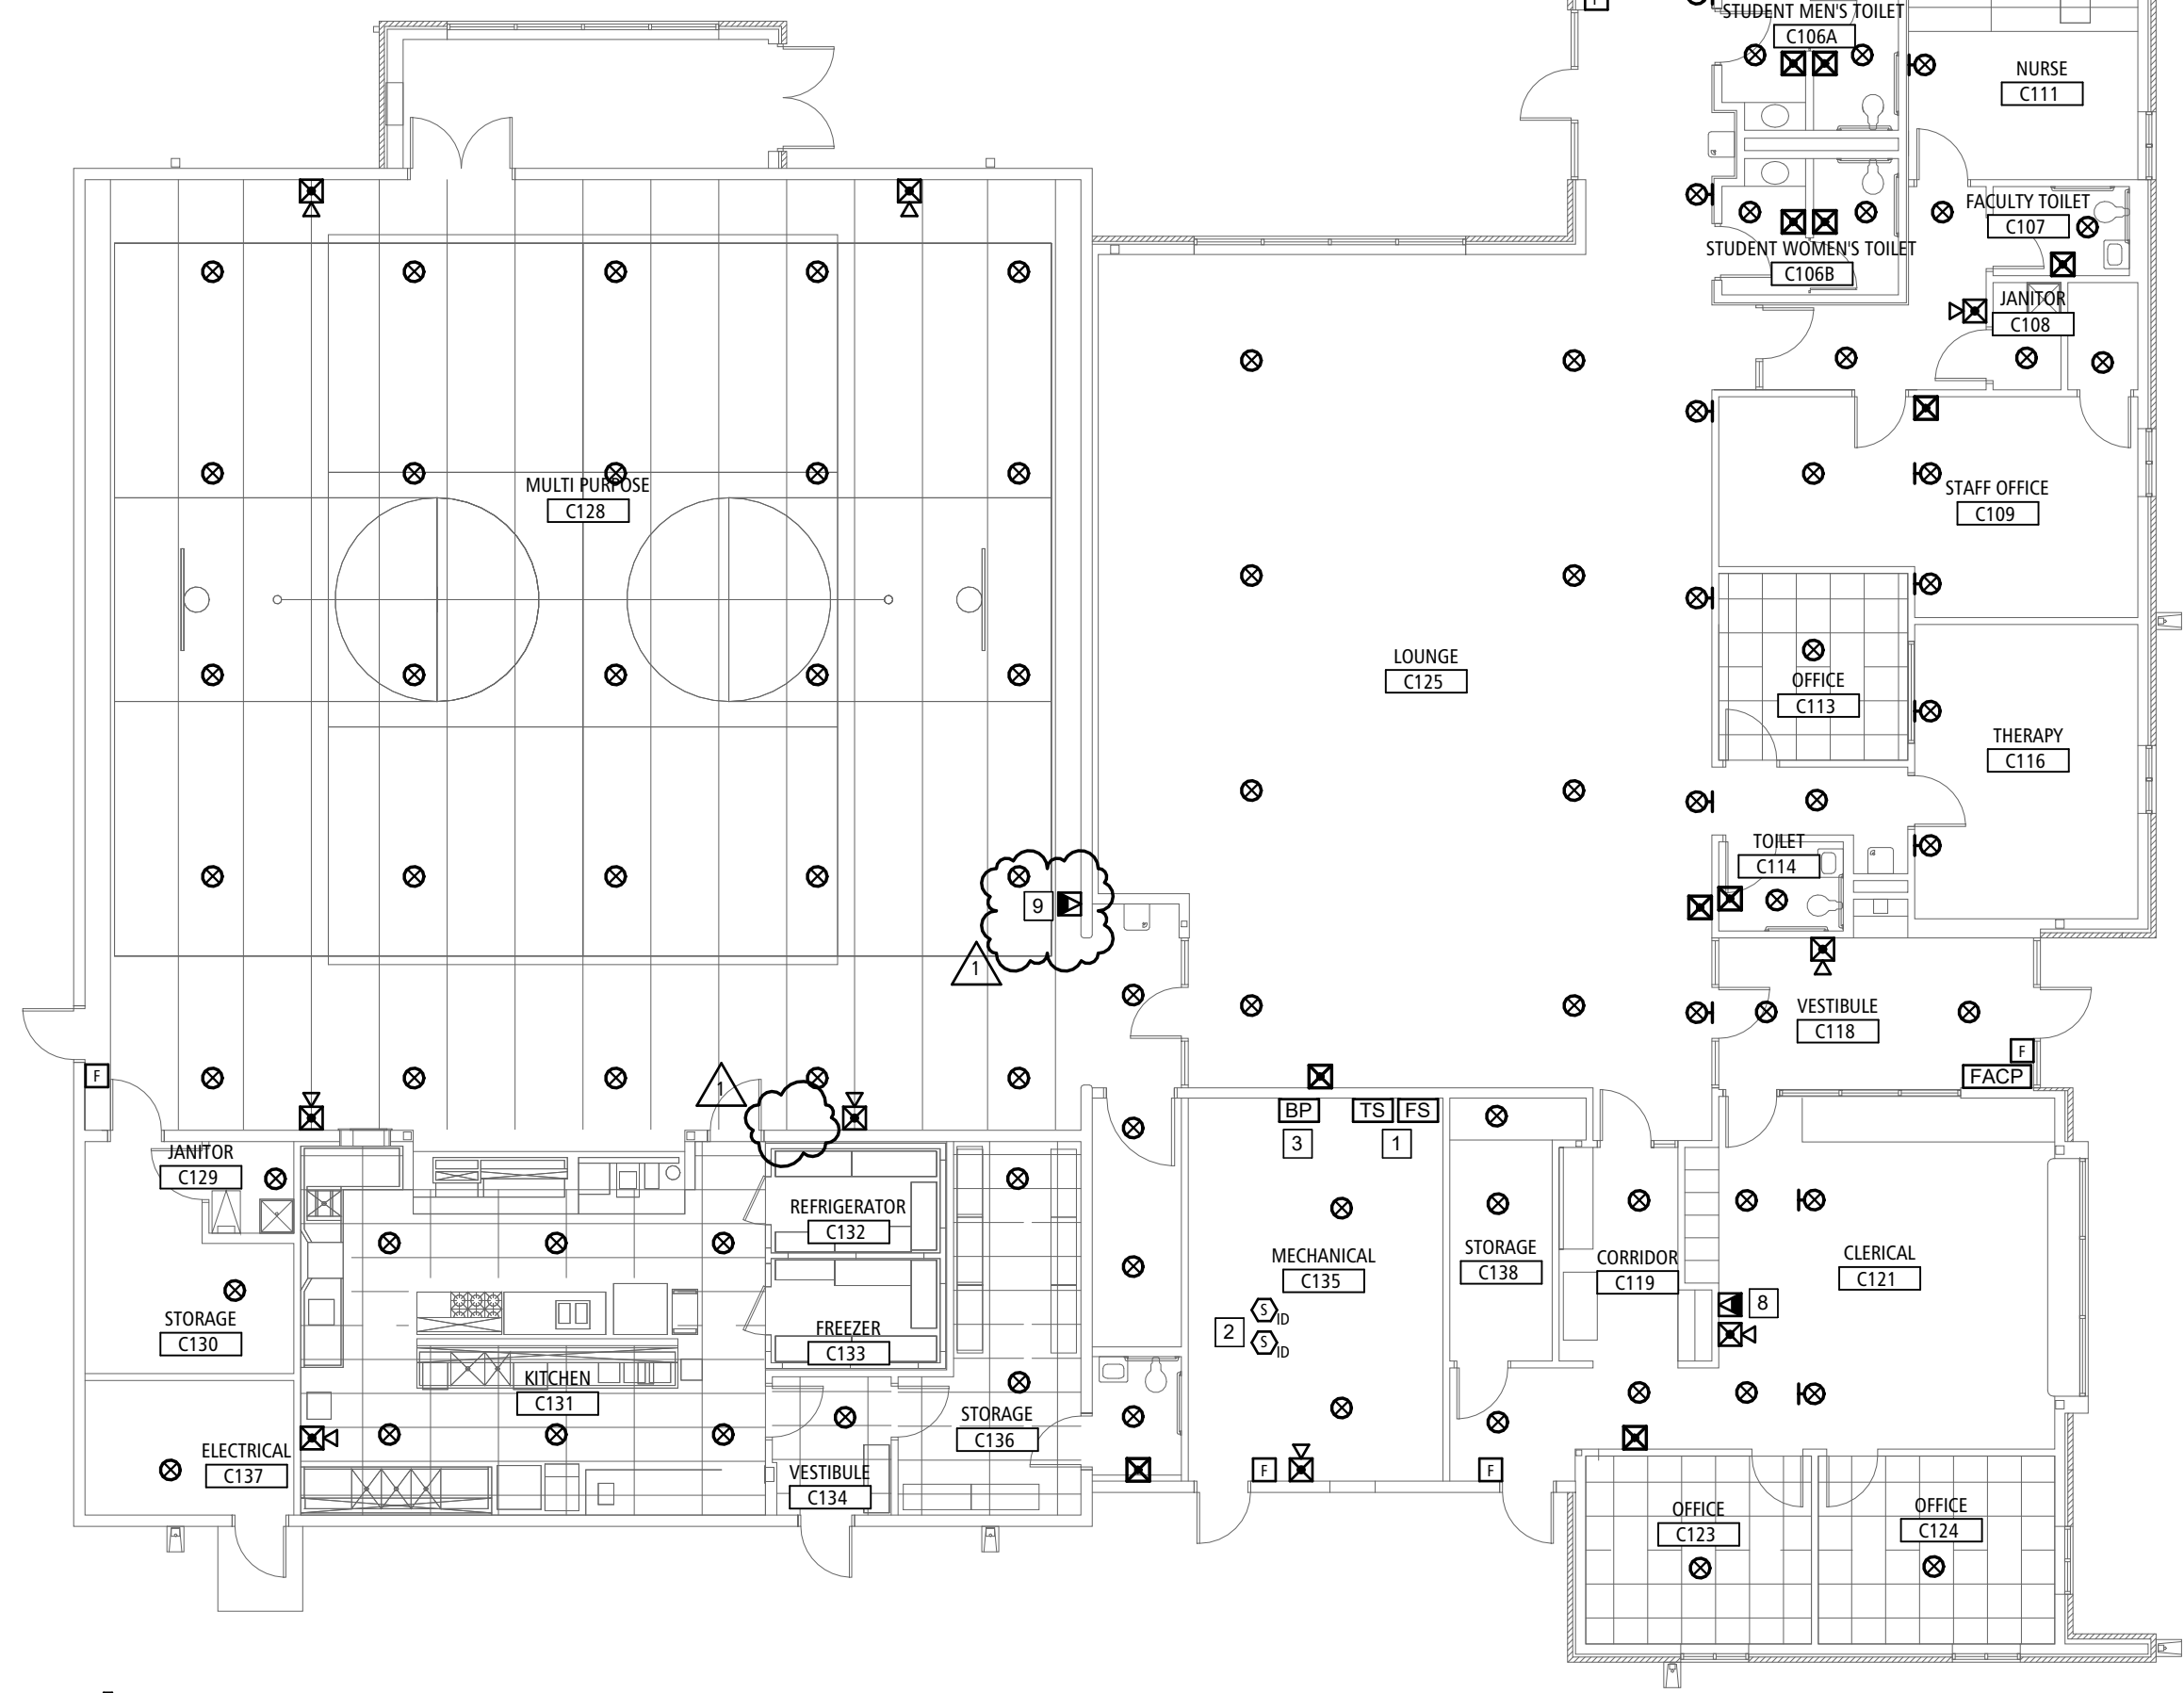 STUDENT MEN'S TOILET
C106A
NURSE
C111
FACULTY TOILET
C107
STUDENT WOMEN'S TOILET
C106B
JANITOR
C108
MULTI PURPOSE
C128
STAFF OFFICE
C109
LOUNGE
C125
OFFICE
C113
THERAPY
C116
TOILET
C114
9
1
VESTIBULE
C118
F
FACP
F
1
BP
TS
FS
3
1
JANITOR
C129
REFRIGERATOR
C132
MECHANICAL
C135
STORAGE
C138
CORRIDOR
C119
CLERICAL
C121
8
S
ID
2
S
ID
STORAGE
C130
FREEZER
C133
KITCHEN
C131
STORAGE
C136
ELECTRICAL
C137
VESTIBULE
C134
F
F
OFFICE
C123
OFFICE
C124